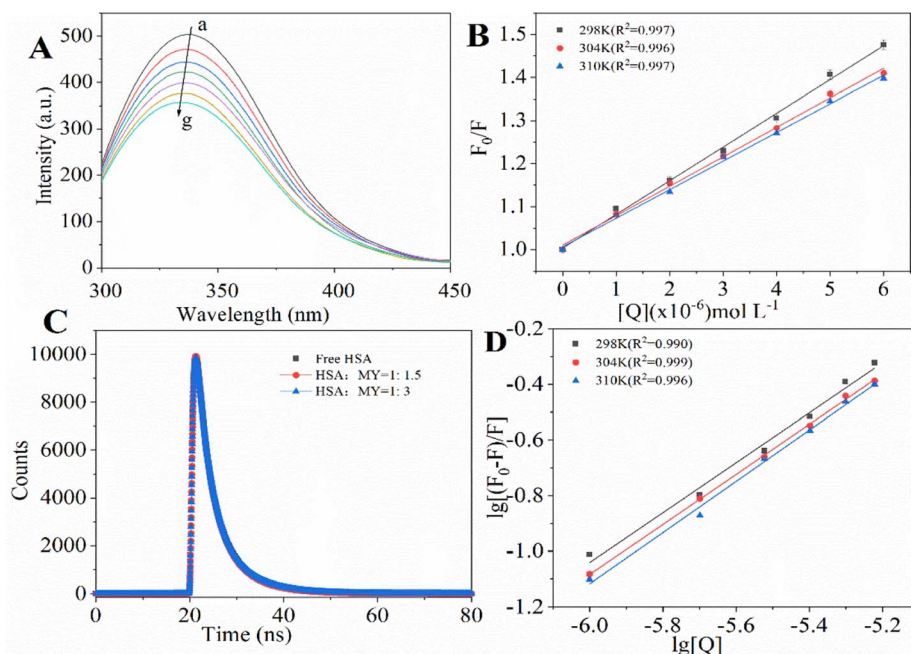 A
a
g
500
400
300
200
100
0
Intensity (a.u.)
300
350
400
450
Wavelength (nm)
B
298K(R²=0.997)
304K(R²=0.996)
310K(R²=0.997)
1.5
1.4
1.3
1.2
1.1
1.0
F₀/F
0
1
2
3
4
5
6
[Q](x10⁻⁶)mol L⁻¹
C
Free HSA
HSA：MY=1: 1.5
HSA：MY=1: 3
10000
8000
6000
4000
2000
0
Counts
0
20
40
60
80
Time (ns)
D
298K(R²=0.990)
304K(R²=0.999)
310K(R²=0.996)
-0.2
-0.4
-0.6
-0.8
-1.0
-1.2
lg[(F₀-F)/F]
-6.0
-5.8
-5.6
-5.4
-5.2
lg[Q]